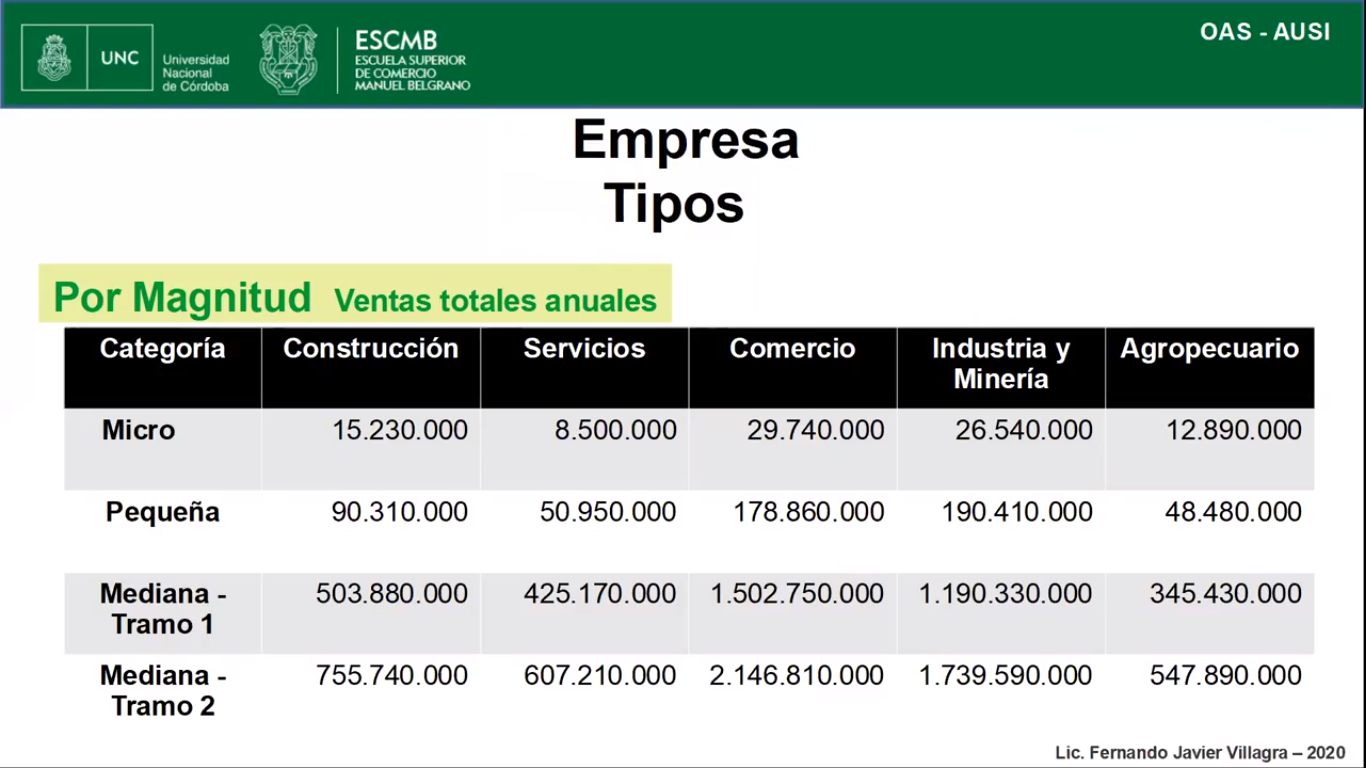 OAS - AUSI
UNC
Universidad
Nacional
de Córdoba
ESCMB
ESCUELA SUPERIOR
DE COMERCIO
MANUEL BELGRANO
Empresa
Tipos
Por Magnitud Ventas totales anuales
Categoría Construcción Servicios Comercio Industria y Minería Agropecuario
Micro 15.230.000 8.500.000 29.740.000 26.540.000 12.890.000
Pequeña 90.310.000 50.950.000 178.860.000 190.410.000 48.480.000
Mediana - Tramo 1 503.880.000 425.170.000 1.502.750.000 1.190.330.000 345.430.000
Mediana - Tramo 2 755.740.000 607.210.000 2.146.810.000 1.739.590.000 547.890.000
Lic. Fernando Javier Villagra – 2020